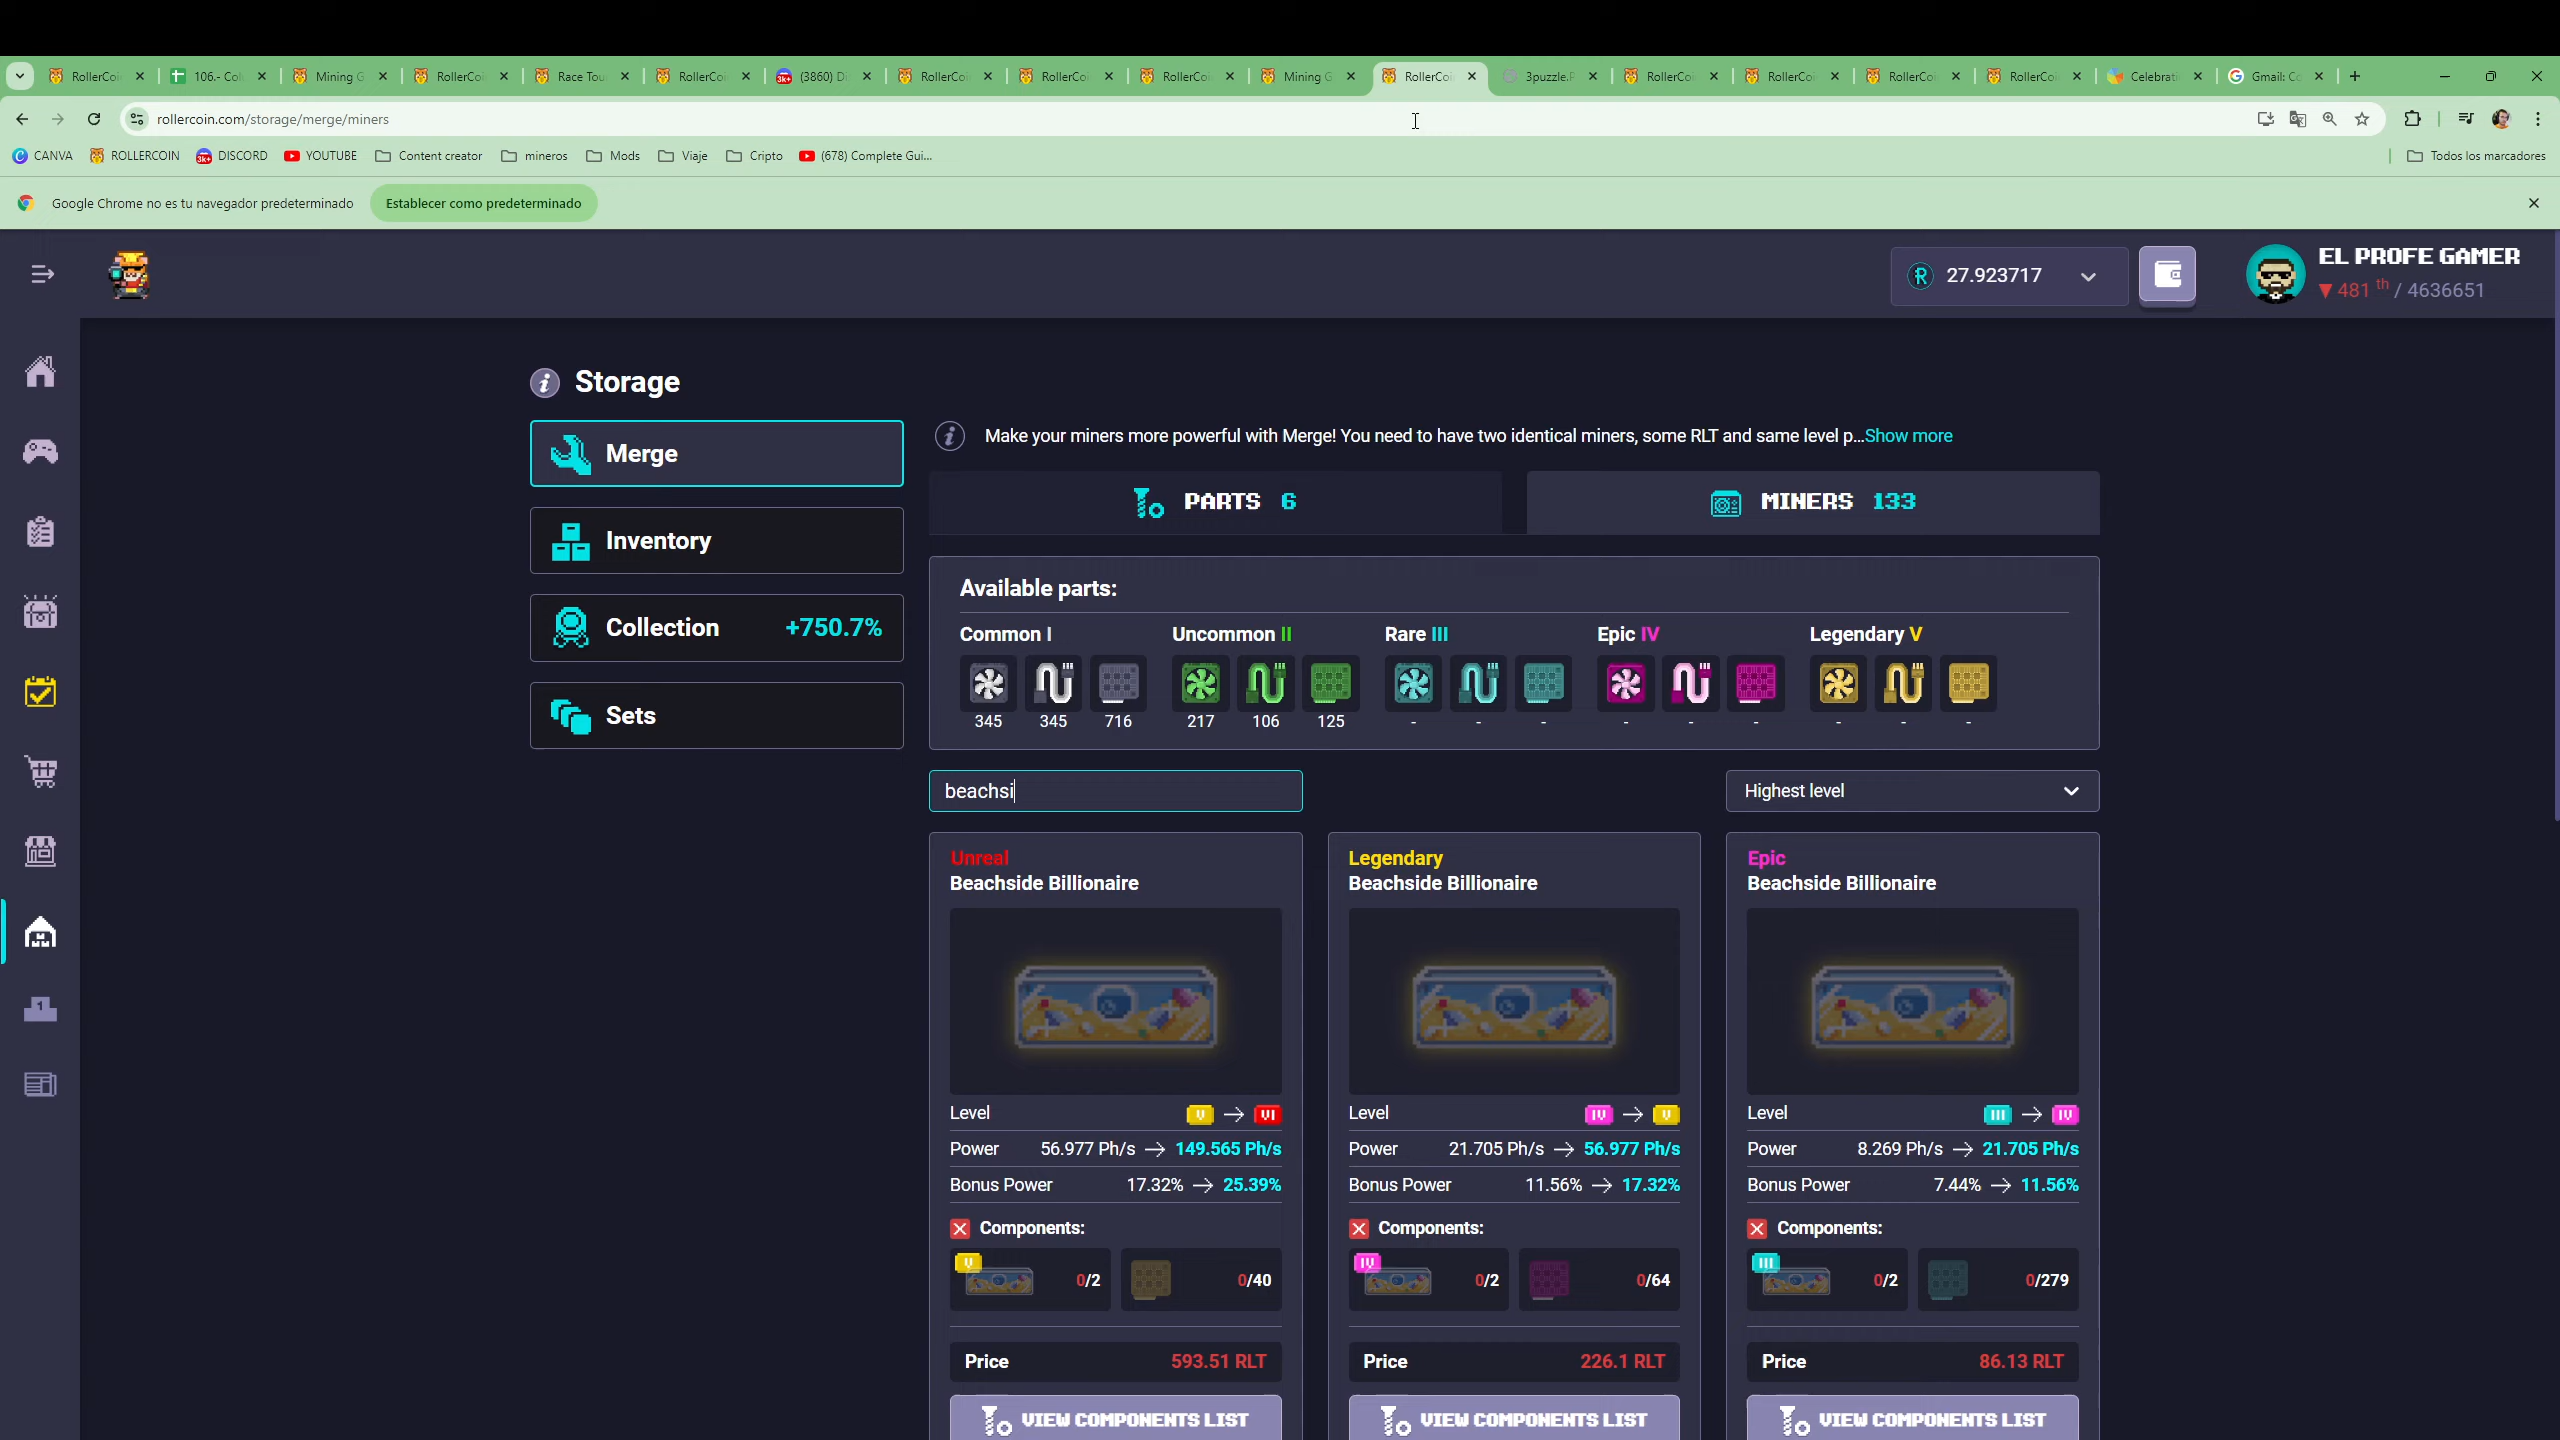 RollerCoi
106.- Col
Mining G
RollerCoi
Race Tou
RollerCoi
(3860) Di
RollerCoi
RollerCoi
RollerCoi
Mining G
RollerCoi
3puzzle.F
RollerCoi
RollerCoi
RollerCoi
RollerCoi
Celebrati
Gmail: Co
rollercoin.com/storage/merge/miners
CANVA
ROLLERCOIN
DISCORD
YOUTUBE
Content creator
mineros
Mods
Viaje
Cripto
(678) Complete Gui...
Todos los marcadores
Google Chrome no es tu navegador predeterminado
Establecer como predeterminado
27.923717
EL PROFE GAMER
481 th / 4636651
Storage
Merge
Inventory
Collection +750.7%
Sets
Make your miners more powerful with Merge! You need to have two identical miners, some RLT and same level p...Show more
PARTS 6
MINERS 133
Available parts:
Common I
345 345 716
Uncommon II
217 106 125
Rare III
- - -
Epic IV
- - -
Legendary V
- - -
beachsi
Highest level
Unreal
Beachside Billionaire
Level V → VI
Power 56.977 Ph/s → 149.565 Ph/s
Bonus Power 17.32% → 25.39%
Components:
V 0/2 0/40
Price 593.51 RLT
VIEW COMPONENTS LIST
Legendary
Beachside Billionaire
Level IV → V
Power 21.705 Ph/s → 56.977 Ph/s
Bonus Power 11.56% → 17.32%
Components:
IV 0/2 0/64
Price 226.1 RLT
VIEW COMPONENTS LIST
Epic
Beachside Billionaire
Level III → IV
Power 8.269 Ph/s → 21.705 Ph/s
Bonus Power 7.44% → 11.56%
Components:
III 0/2 0/279
Price 86.13 RLT
VIEW COMPONENTS LIST